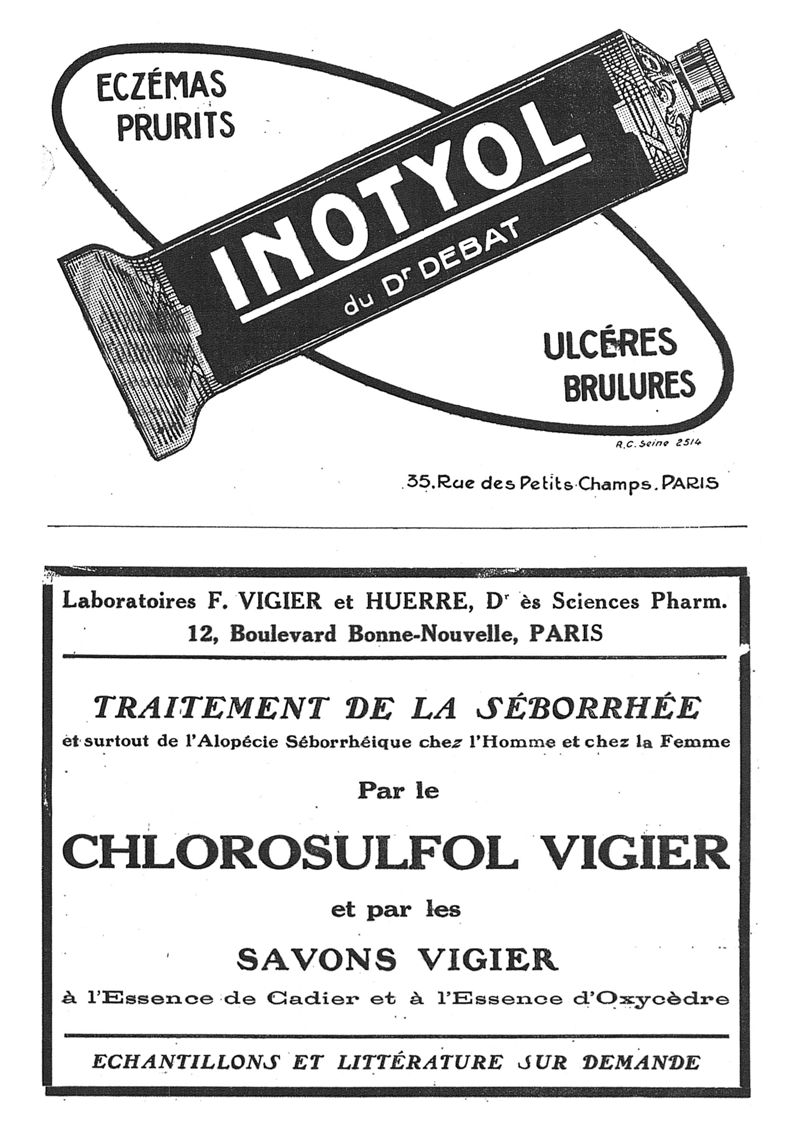 ECZÉMAS
PRURITS
INOTYOL
du Dr DEBAT
ULCÉRES
BRULURES
R.C. Seine 2514
35, Rue des Petits-Champs. PARIS
Laboratoires F. VIGIER et HUERRE, Dr ès Sciences Pharm.
12, Boulevard Bonne-Nouvelle, PARIS
TRAITEMENT DE LA SÉBORRHÉE
et surtout de l'Alopécie Séborrhéique chez l'Homme et chez la Femme
Par le
CHLOROSULFOL VIGIER
et par les
SAVONS VIGIER
à l'Essence de Cadier et à l'Essence d'Oxycèdre
ECHANTILLONS ET LITTÉRATURE SUR DEMANDE